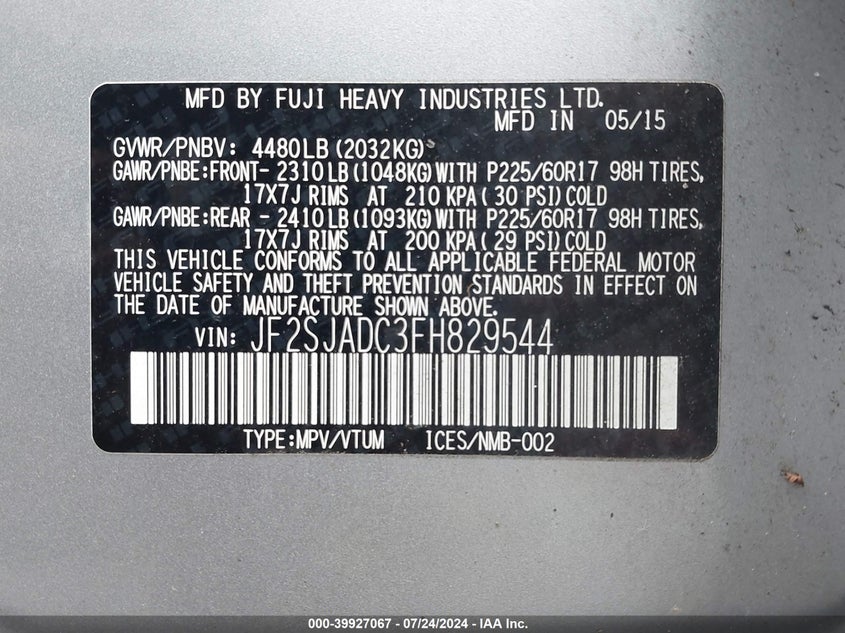 MFD BY FUJI HEAVY INDUSTRIES LTD.
MFD IN 05/15
GVWR/PNBV: 4480LB(2032KG)
GAWR/PNBE:FRONT- 2310LB(1048KG)WITH P225/60R17 98H TIRES,
17X7J RIMS AT 210 KPA( 30 PSI)COLD
GAWR/PNBE:REAR - 2410LB(1093KG)WITH P225/60R17 98H TIRES,
17X7J RIMS AT 200 KPA( 29 PSI)COLD
THIS VEHICLE CONFORMS TO ALL APPLICABLE FEDERAL MOTOR
VEHICLE SAFETY AND THEFT PREVENTION STANDARDS IN EFFECT ON
THE DATE OF MANUFACTURE SHOWN ABOVE.
VIN: JF2SJADC3FH829544
TYPE:MPV/VTUM ICES/NMB-002
000-39927067 - 07/24/2024 - IAA Inc.